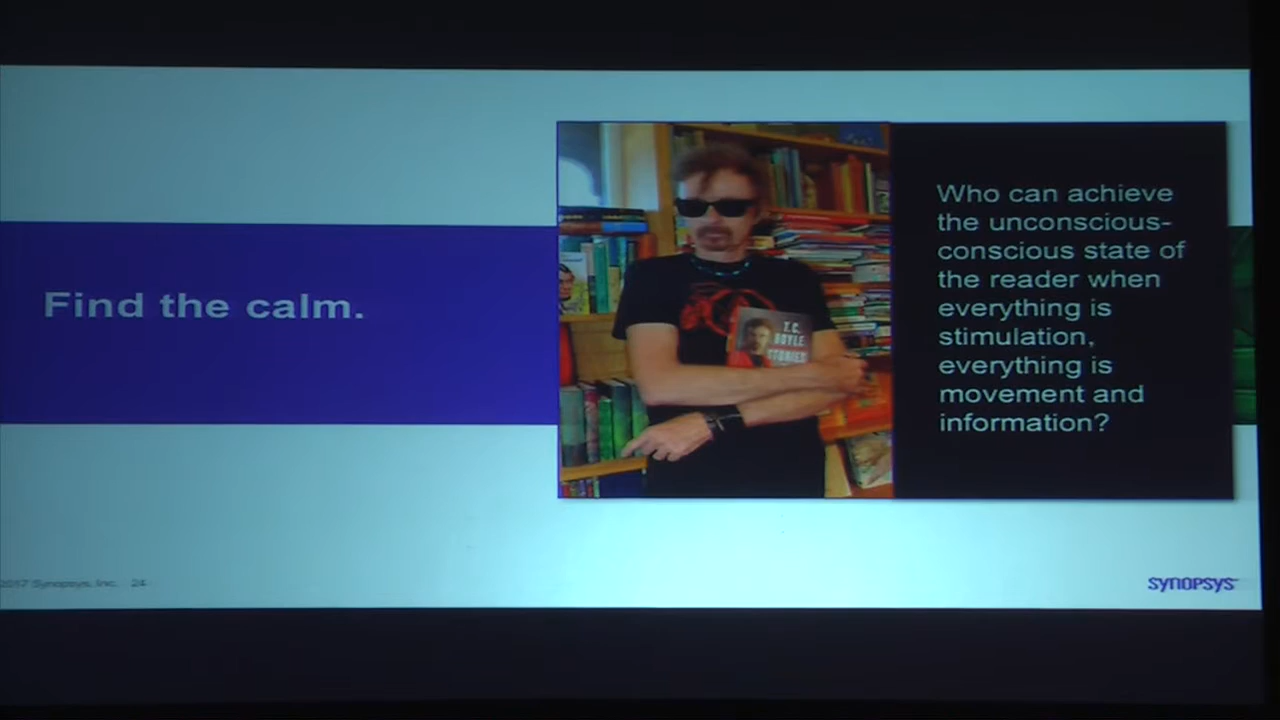 Find the calm.
Who can achieve
the unconscious-
conscious state of
the reader when
everything is
stimulation,
everything is
movement and
information?
T.C.
BOYLE
STORIES
2017 Synopsys, Inc. 24
SYNOPSYS